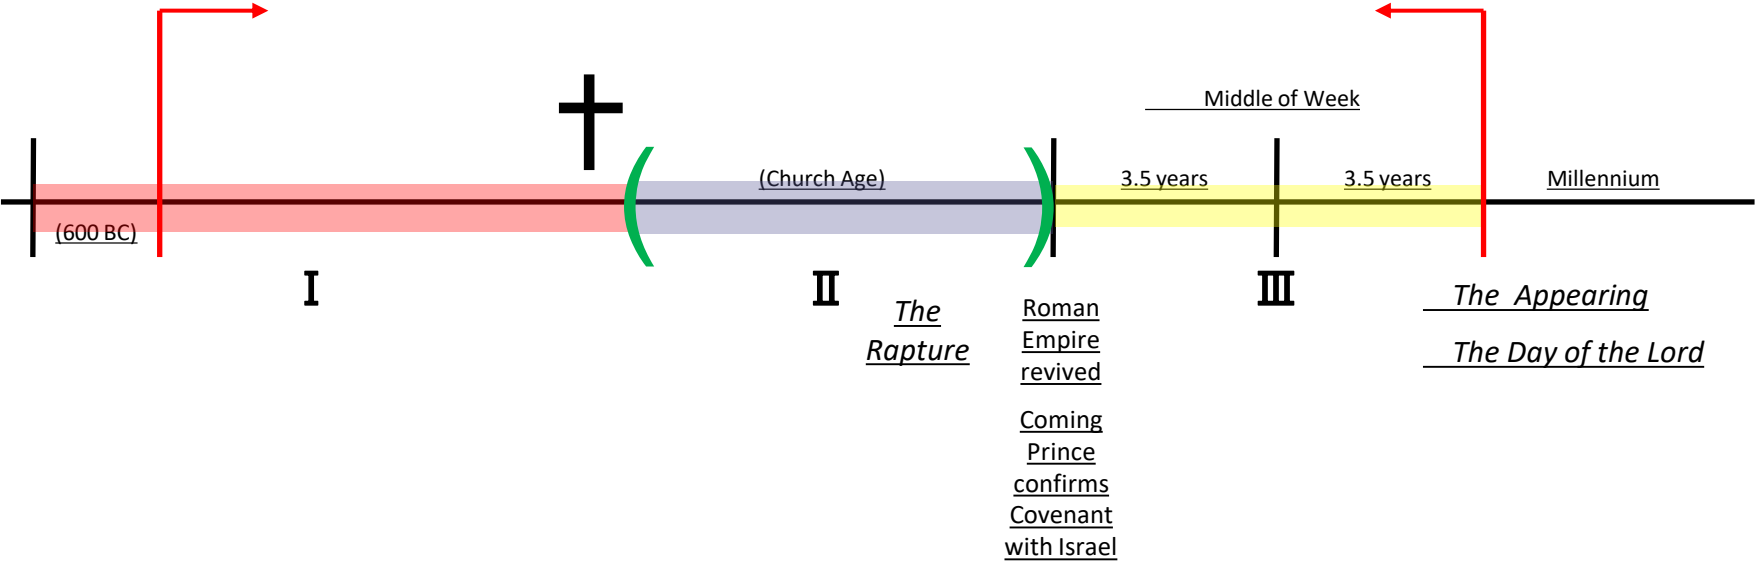 Middle of Week
(Church Age)
3.5 years
3.5 years
Millennium
(600 BC)
I
II
III
The
Rapture
Roman
Empire
revived
Coming
Prince
confirms
Covenant
with Israel
The Appearing
The Day of the Lord